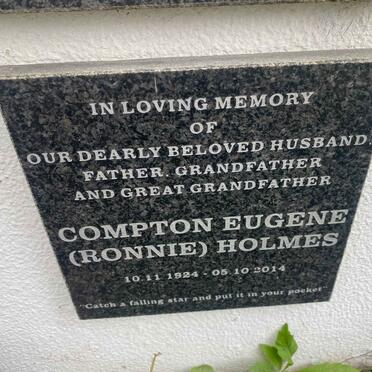 IN LOVING MEMORY
OF
OUR DEARLY BELOVED HUSBAND,
FATHER, GRANDFATHER
AND GREAT GRANDFATHER
COMPTON EUGENE
(RONNIE) HOLMES
10.11.1924 - 05.10.2014
"Catch a falling star and put it in your pocket"